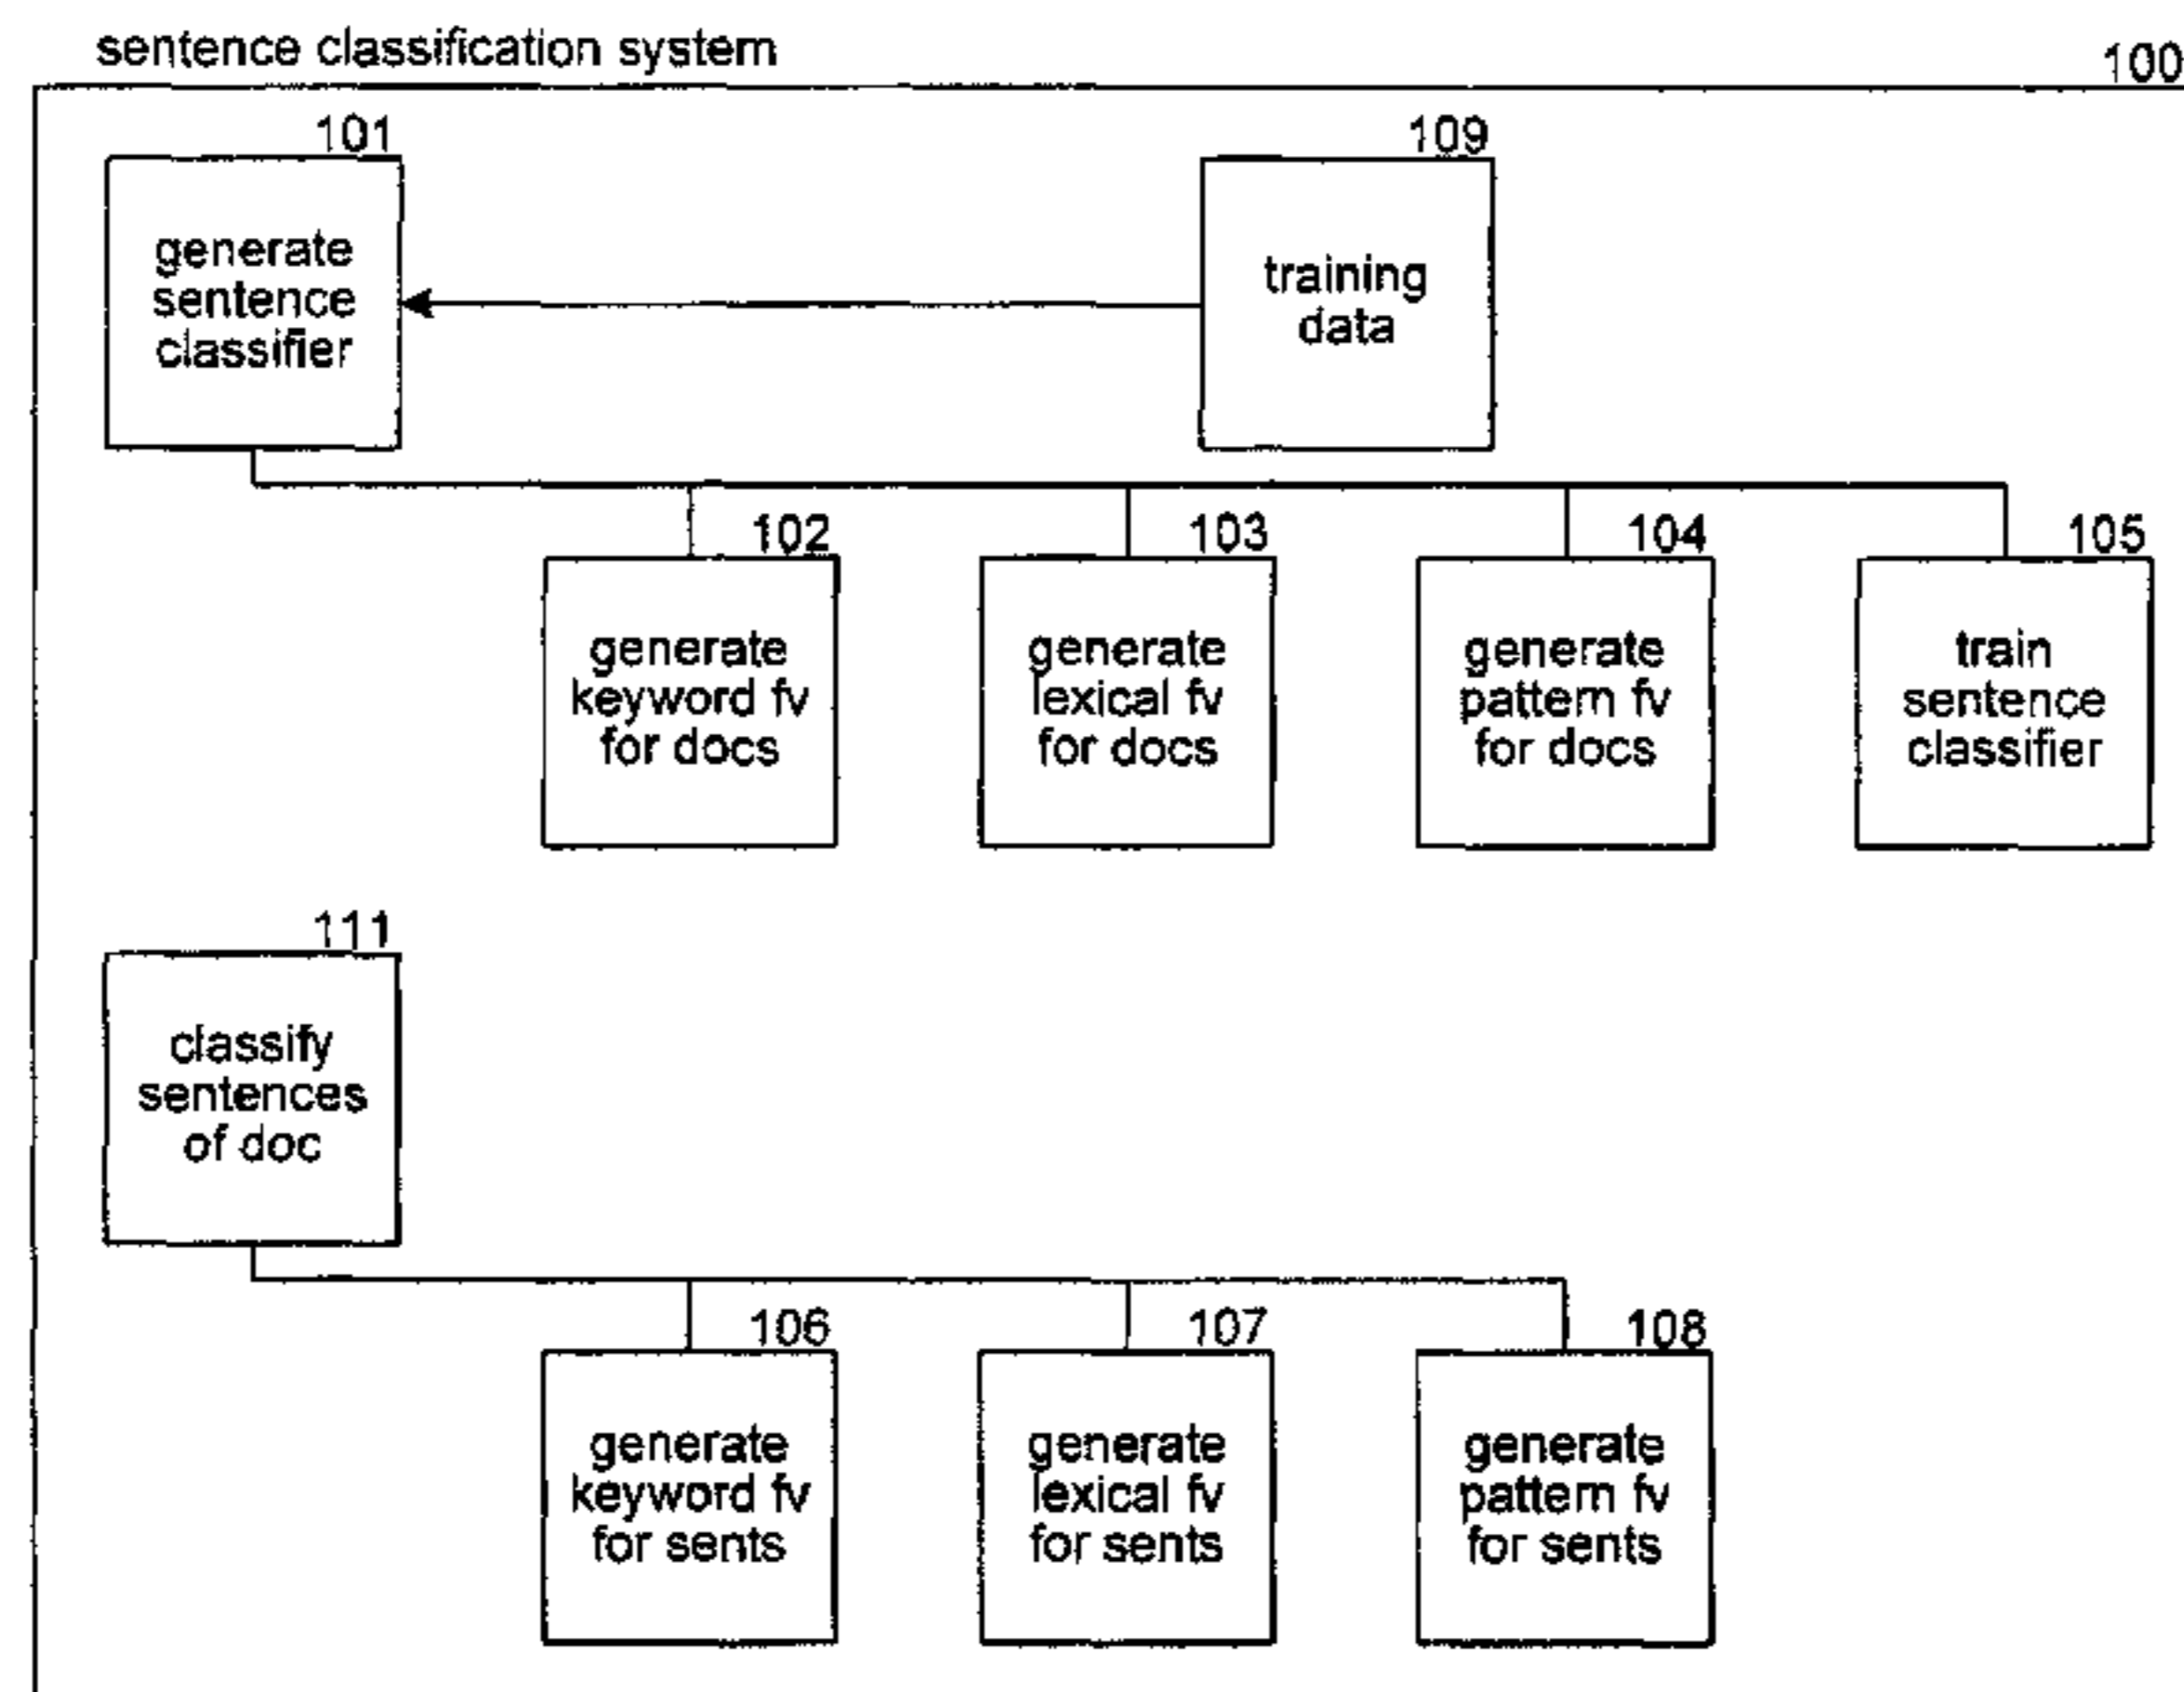 sentence classification system
100
101
generate
sentence
classifier
109
training
data
102
generate
keyword fv
for docs
103
generate
lexical fv
for docs
104
generate
pattern fv
for docs
105
train
sentence
classifier
111
classify
sentences
of doc
106
generate
keyword fv
for sents
107
generate
lexical fv
for sents
108
generate
pattern fv
for sents